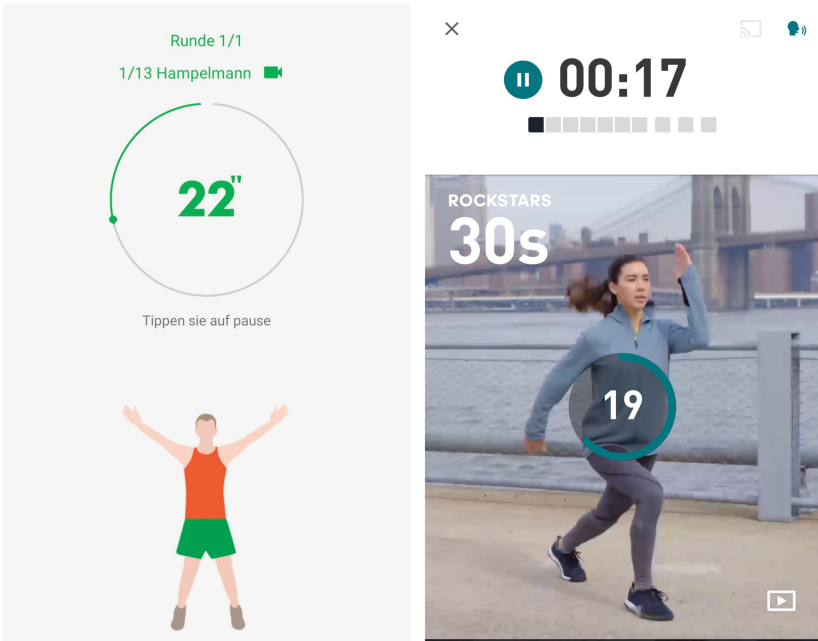 Runde 1/1
1/13 Hampelmann
22"
Tippen sie auf pause
00:17
ROCKSTARS
30s
19